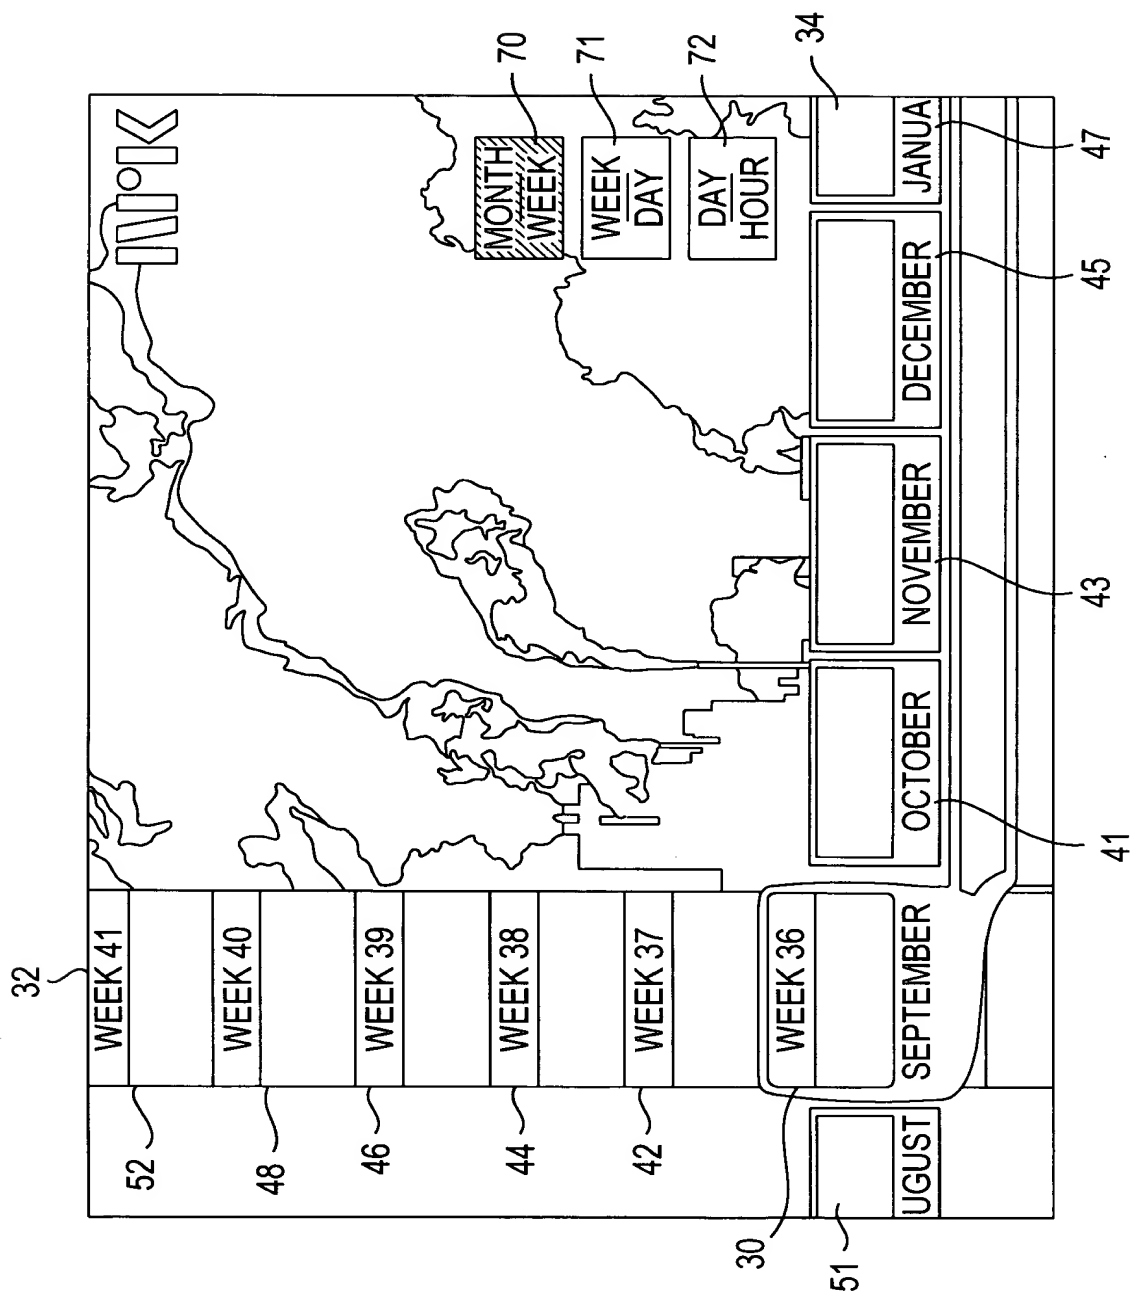 32
WEEK 41
52
WEEK 40
48
WEEK 39
46
WEEK 38
44
MONTH
WEEK
70
WEEK 37
42
WEEK
DAY
71
DAY
HOUR
72
WEEK 36
30
34
51
UGUST
SEPTEMBER
OCTOBER
NOVEMBER
DECEMBER
JANUA
41
43
45
47